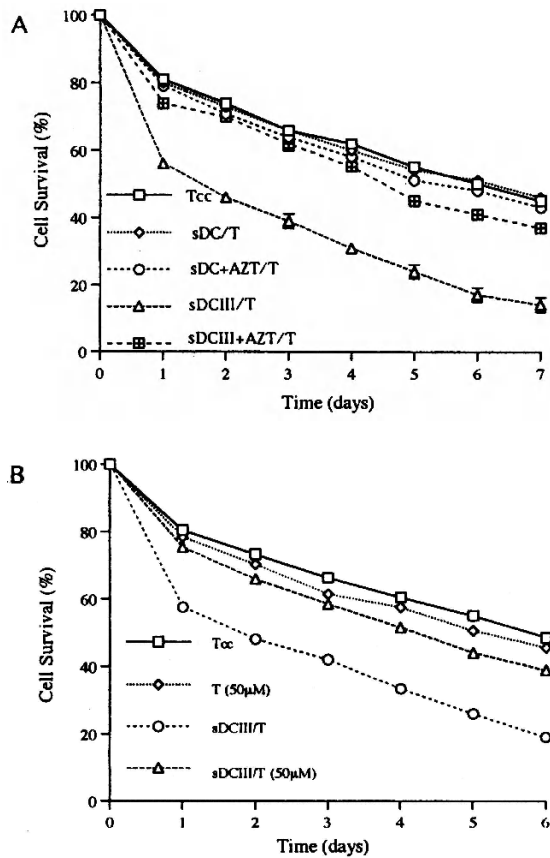 A
100
80
60
40
20
0
Cell Survival (%)
Tcc
sDC/T
sDC+AZT/T
sDCIII/T
sDCIII+AZT/T
0 1 2 3 4 5 6 7
Time (days)
B
100
80
60
40
20
0
Cell Survival (%)
Tcc
T (50μM)
sDCIII/T
sDCIII/T (50μM)
0 1 2 3 4 5 6
Time (days)